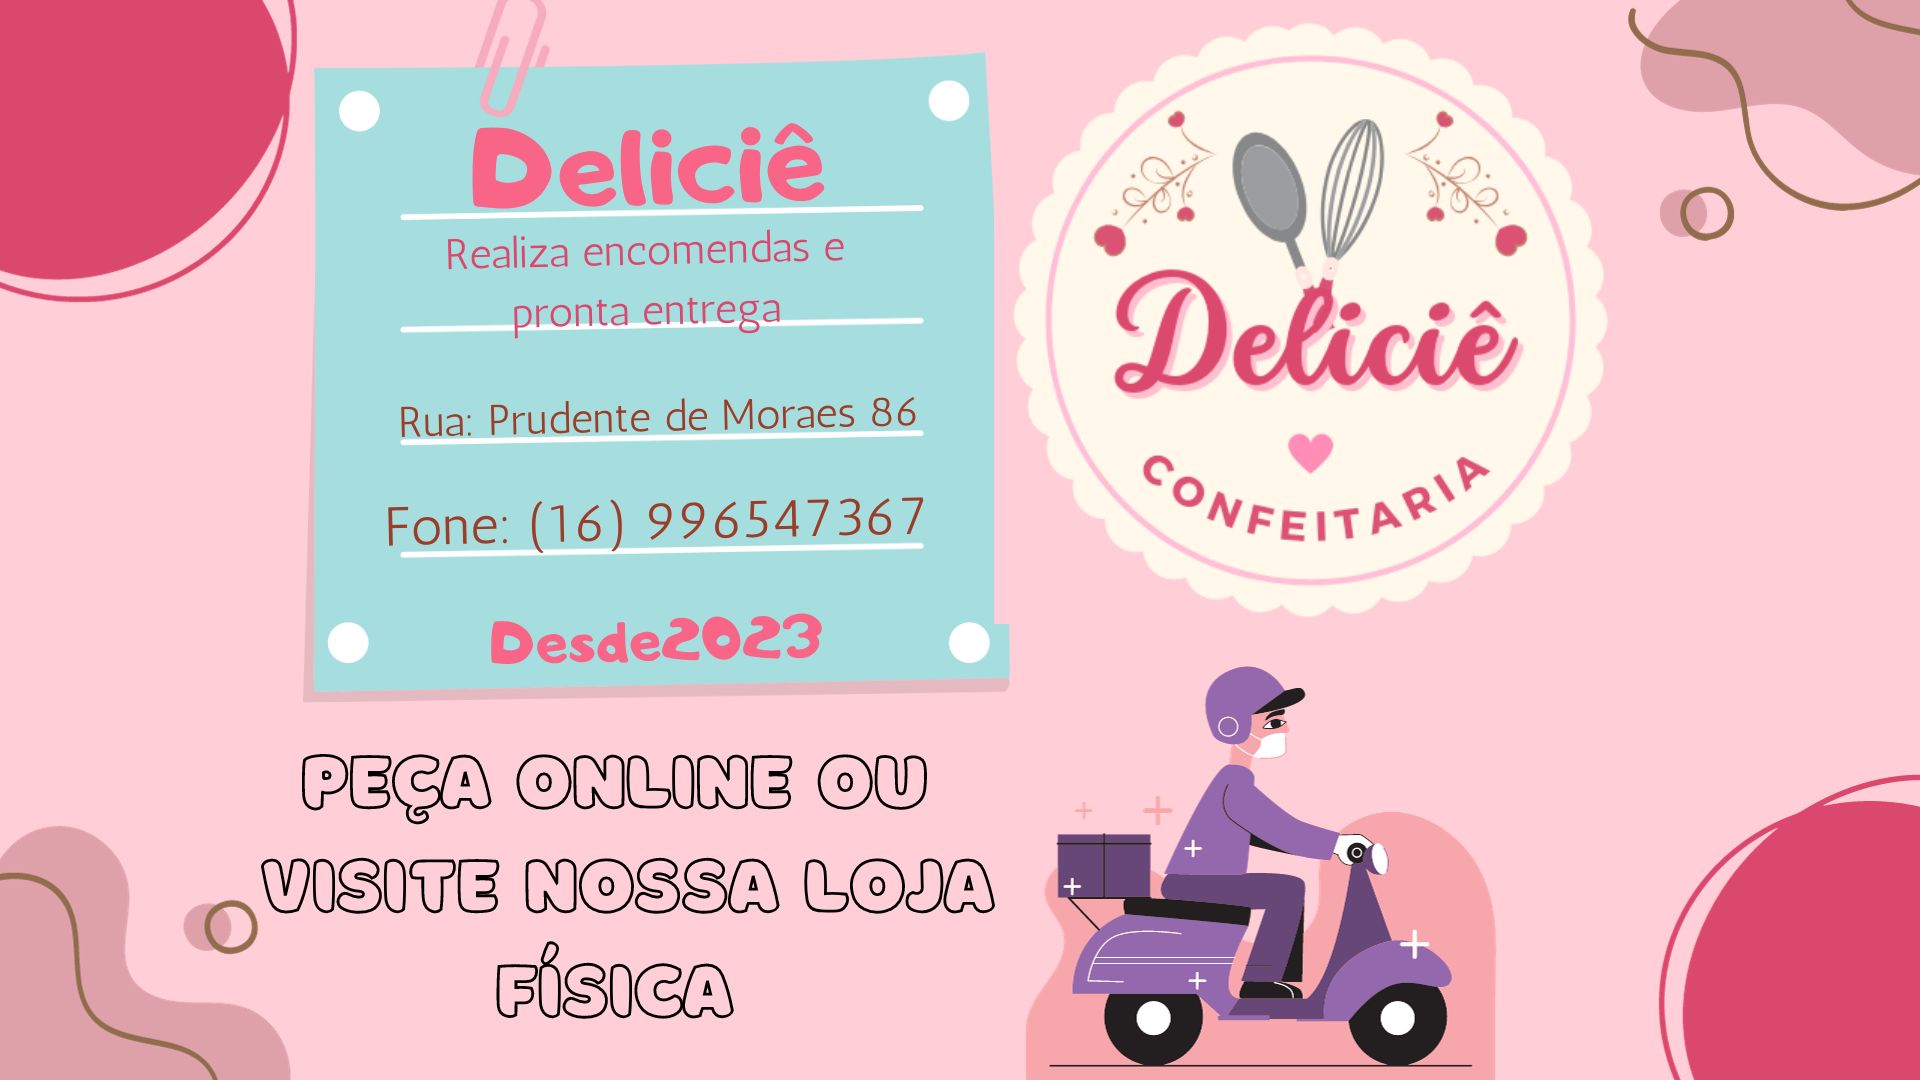 Deliciê
Realiza encomendas e
pronta entrega
Rua: Prudente de Moraes 86
Fone: (16) 996547367
Desde2023
Deliciê
CONFEITARIA
PEÇA ONLINE OU
VISITE NOSSA LOJA
FÍSICA